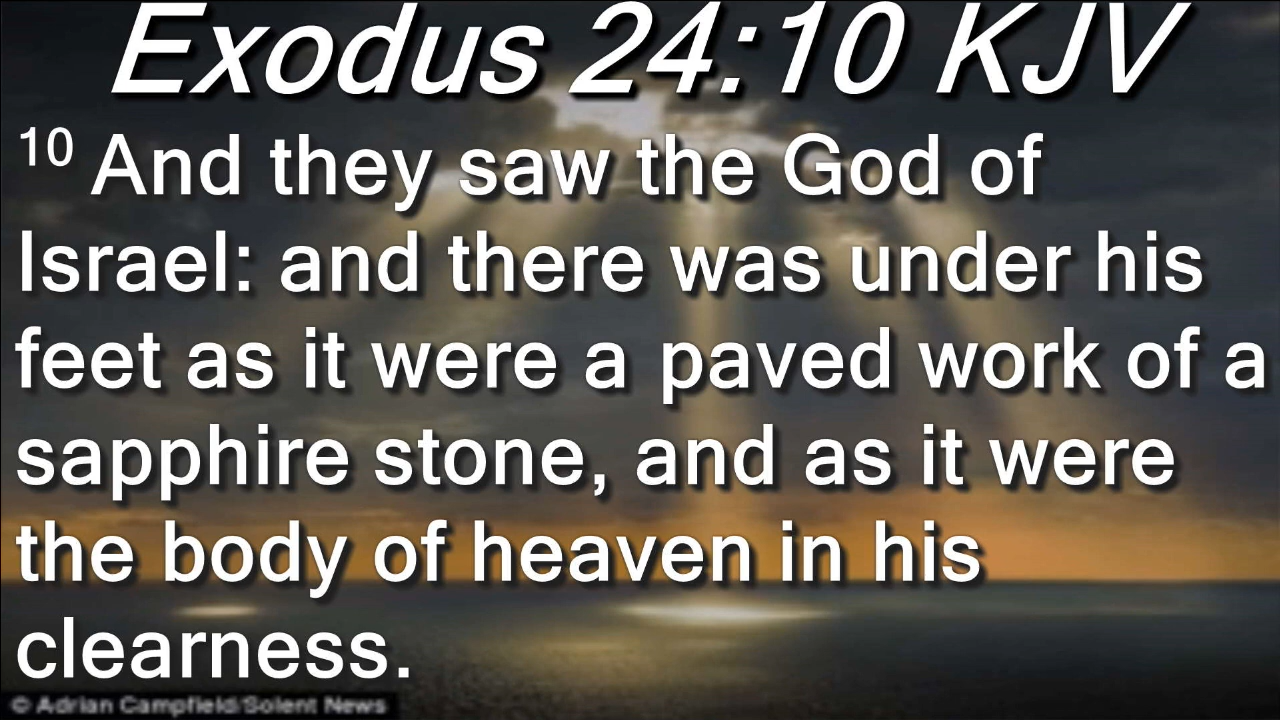 Exodus 24:10 KJV
10 And they saw the God of
Israel: and there was under his
feet as it were a paved work of a
sapphire stone, and as it were
the body of heaven in his
clearness.
© Adrian Campfield/Solent News